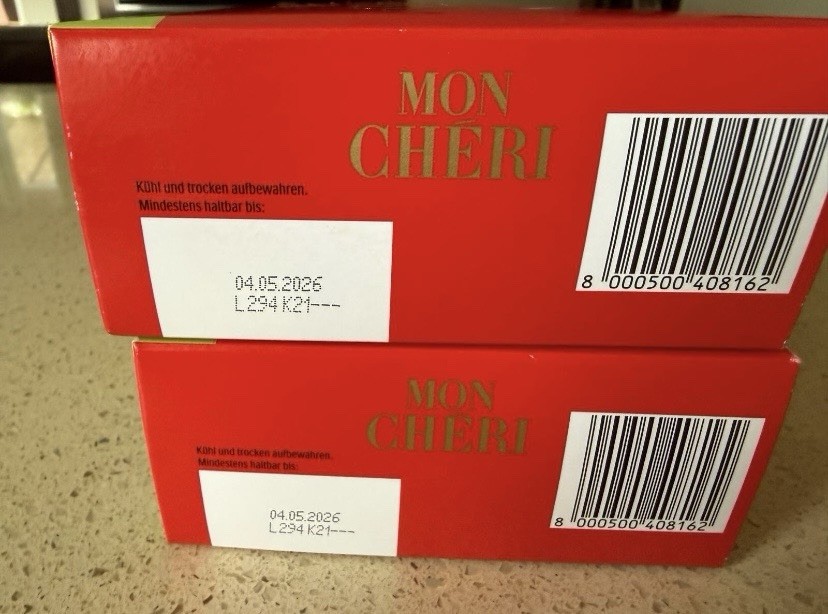 MON
CHÉRI
Kühl und trocken aufbewahren.
Mindestens haltbar bis:
04.05.2026
L294 K21---
8 000500 408162
MON
CHÉRI
Kühl und trocken aufbewahren.
Mindestens haltbar bis:
04.05.2026
L294 K21---
8 000500 408162